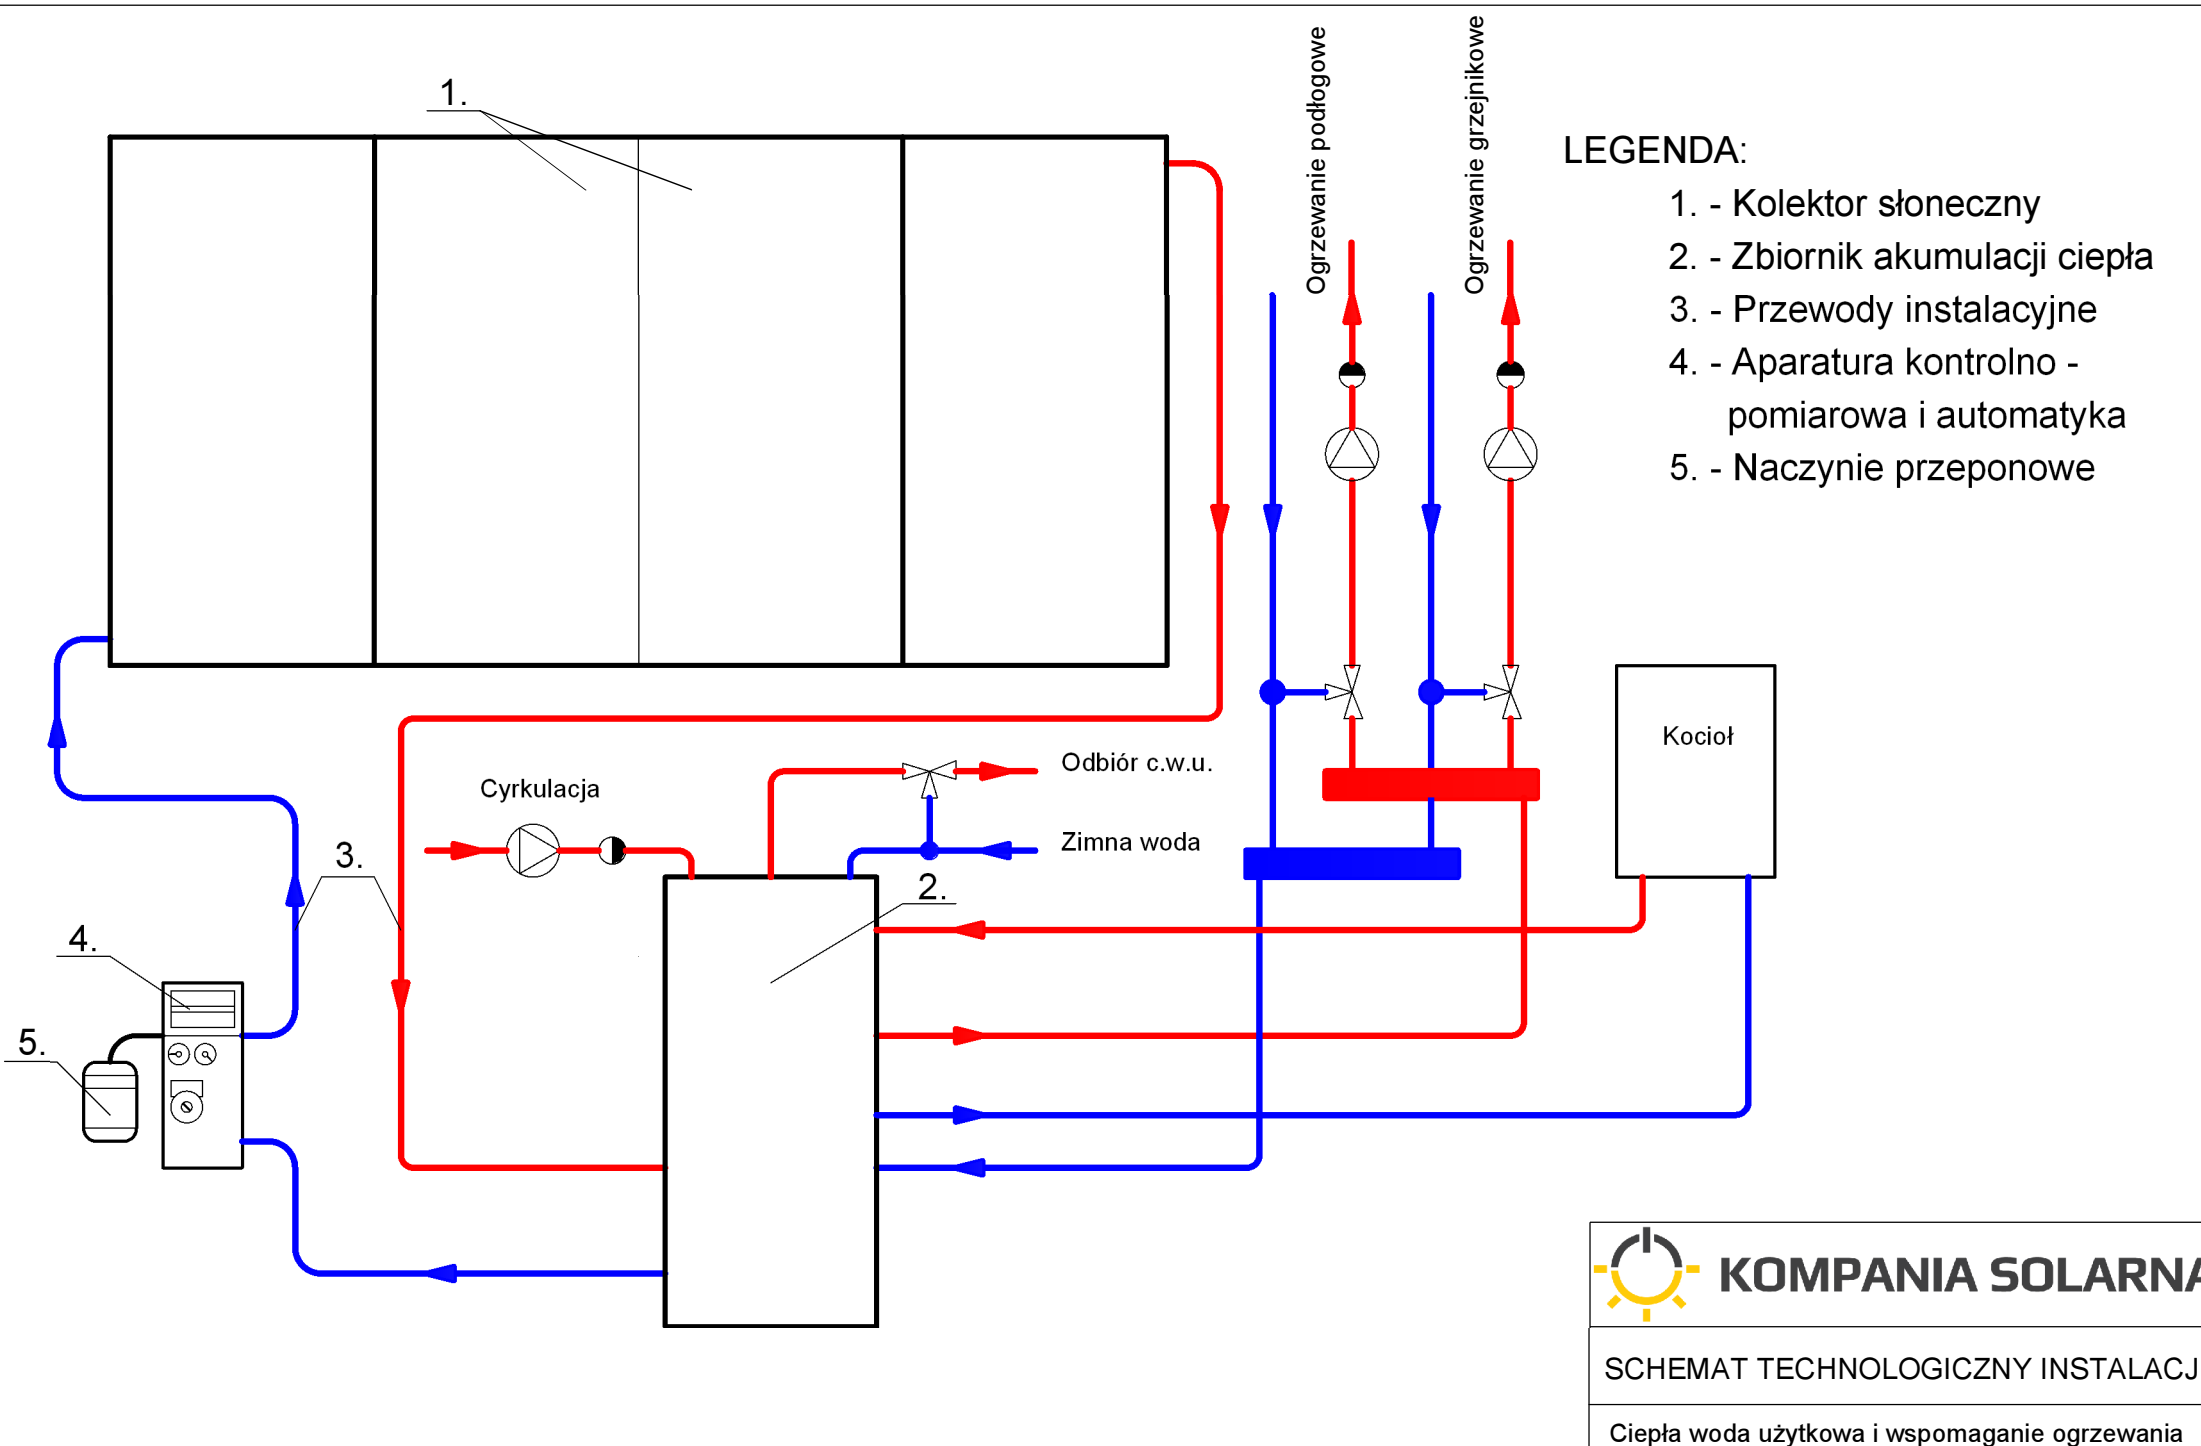 1.
Ogrzewanie podłogowe
Ogrzewanie grzejnikowe
LEGENDA:
1. - Kolektor słoneczny
2. - Zbiornik akumulacji ciepła
3. - Przewody instalacyjne
4. - Aparatura kontrolno -
pomiarowa i automatyka
5. - Naczynie przeponowe
Kocioł
Odbiór c.w.u.
Cyrkulacja
Zimna woda
3.
2.
4.
5.
KOMPANIA SOLARNA
SCHEMAT TECHNOLOGICZNY INSTALACJ
Ciepła woda użytkowa i wspomaganie ogrzewania